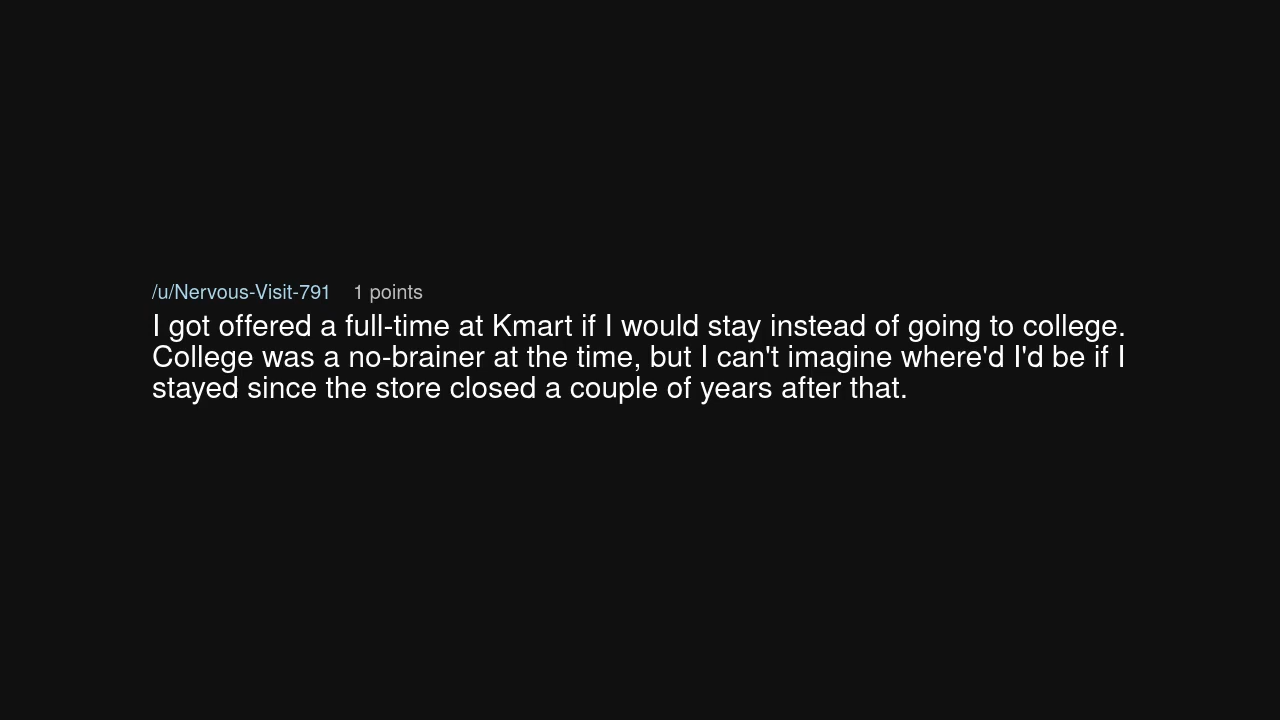 /u/Nervous-Visit-791 1 points
I got offered a full-time at Kmart if I would stay instead of going to college.
College was a no-brainer at the time, but I can't imagine where'd I'd be if I
stayed since the store closed a couple of years after that.